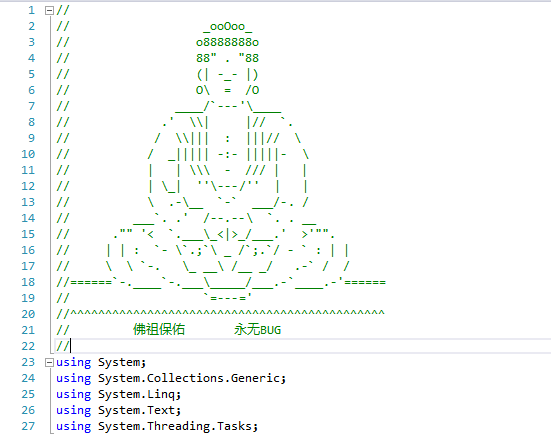 1 //
2 //                   _ooOoo_
3 //                  o8888888o
4 //                  88" . "88
5 //                  (| -_- |)
6 //                  O\  =  /O
7 //               ____/`---'\____
8 //             .'  \\|     |//  `.
9 //            /  \\|||  :  |||//  \
10 //           /  _||||| -:- |||||-  \
11 //           |   | \\\  -  /// |   |
12 //           | \_|  ''\---/''  |   |
13 //           \  .-\__  `-`  ___/-. /
14 //         ___`. .'  /--.--\  `. . __
15 //      ."" '<  `.___\_<|>_/___.'  >'"".
16 //     | | :  `- \`.;`\ _ /`;.`/ - ` : | |
17 //     \  \ `-.   \_ __\ /__ _/   .-` /  /
18 //======`-.____`-.___\_____/___.-`____.-'======
19 //                   `=---='
20 //^^^^^^^^^^^^^^^^^^^^^^^^^^^^^^^^^^^^^^^^^^^^^
21 //         佛祖保佑       永无BUG
22 //
23 using System;
24 using System.Collections.Generic;
25 using System.Linq;
26 using System.Text;
27 using System.Threading.Tasks;